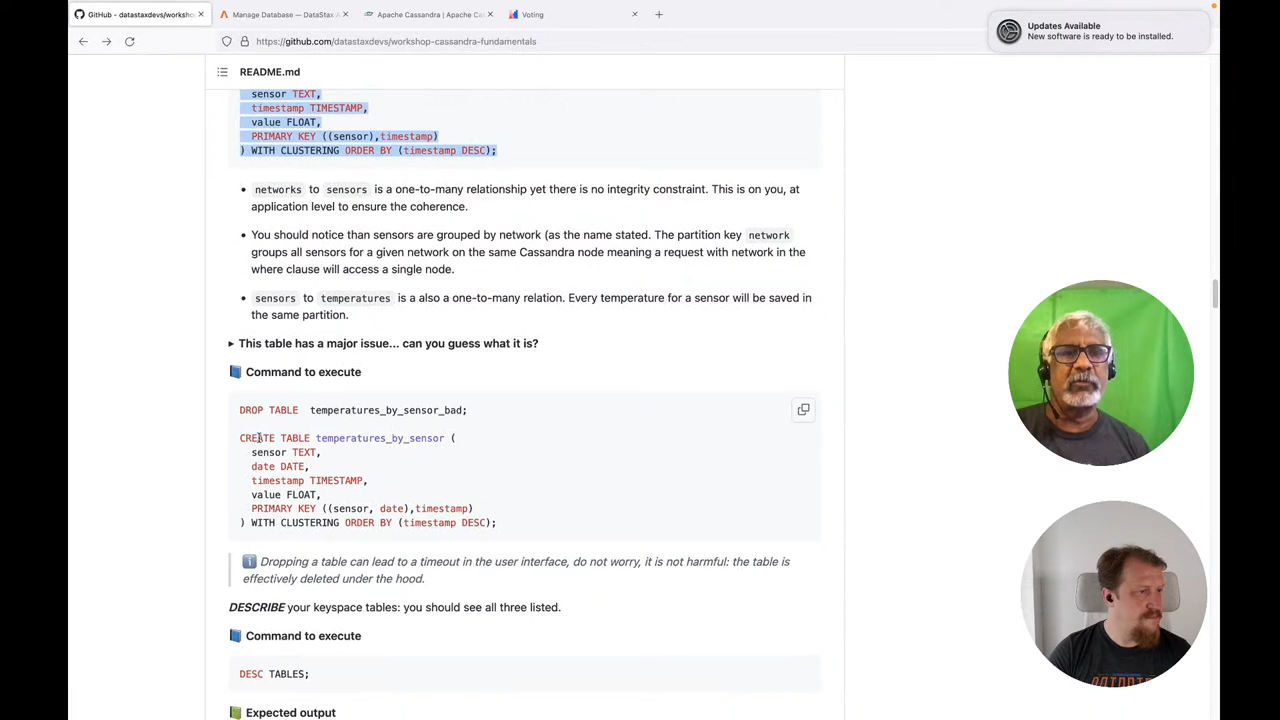 GitHub - datastaxdevs/worksho
Manage Database — DataStax A
Apache Cassandra | Apache Cas
Voting
https://github.com/datastaxdevs/workshop-cassandra-fundamentals
Updates Available
New software is ready to be installed.
README.md
sensor TEXT,
timestamp TIMESTAMP,
value FLOAT,
PRIMARY KEY ((sensor),timestamp)
) WITH CLUSTERING ORDER BY (timestamp DESC);
• networks to sensors is a one-to-many relationship yet there is no integrity constraint. This is on you, at
application level to ensure the coherence.
• You should notice than sensors are grouped by network (as the name stated. The partition key network
groups all sensors for a given network on the same Cassandra node meaning a request with network in the
where clause will access a single node.
• sensors to temperatures is a also a one-to-many relation. Every temperature for a sensor will be saved in
the same partition.
This table has a major issue... can you guess what it is?
Command to execute
DROP TABLE temperatures_by_sensor_bad;
CREATE TABLE temperatures_by_sensor (
sensor TEXT,
date DATE,
timestamp TIMESTAMP,
value FLOAT,
PRIMARY KEY ((sensor, date),timestamp)
) WITH CLUSTERING ORDER BY (timestamp DESC);
Dropping a table can lead to a timeout in the user interface, do not worry, it is not harmful: the table is
effectively deleted under the hood.
DESCRIBE your keyspace tables: you should see all three listed.
Command to execute
DESC TABLES;
Expected output